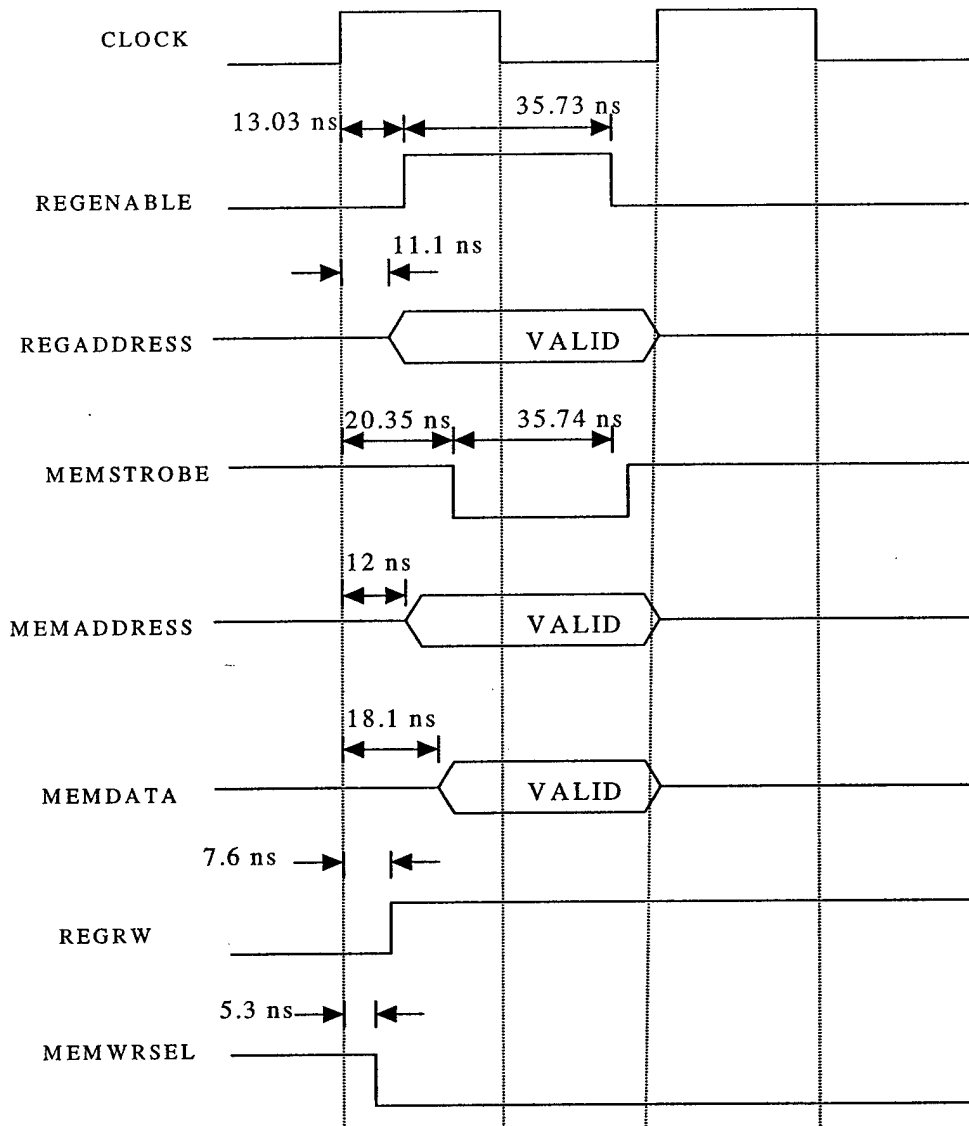 CLOCK
13.03 ns
35.73 ns
REGENABLE
11.1 ns
REGADDRESS
VALID
20.35 ns
35.74 ns
MEMSTROBE
12 ns
MEMADDRESS
VALID
18.1 ns
MEMDATA
VALID
7.6 ns
REGRW
5.3 ns
MEMWRSEL